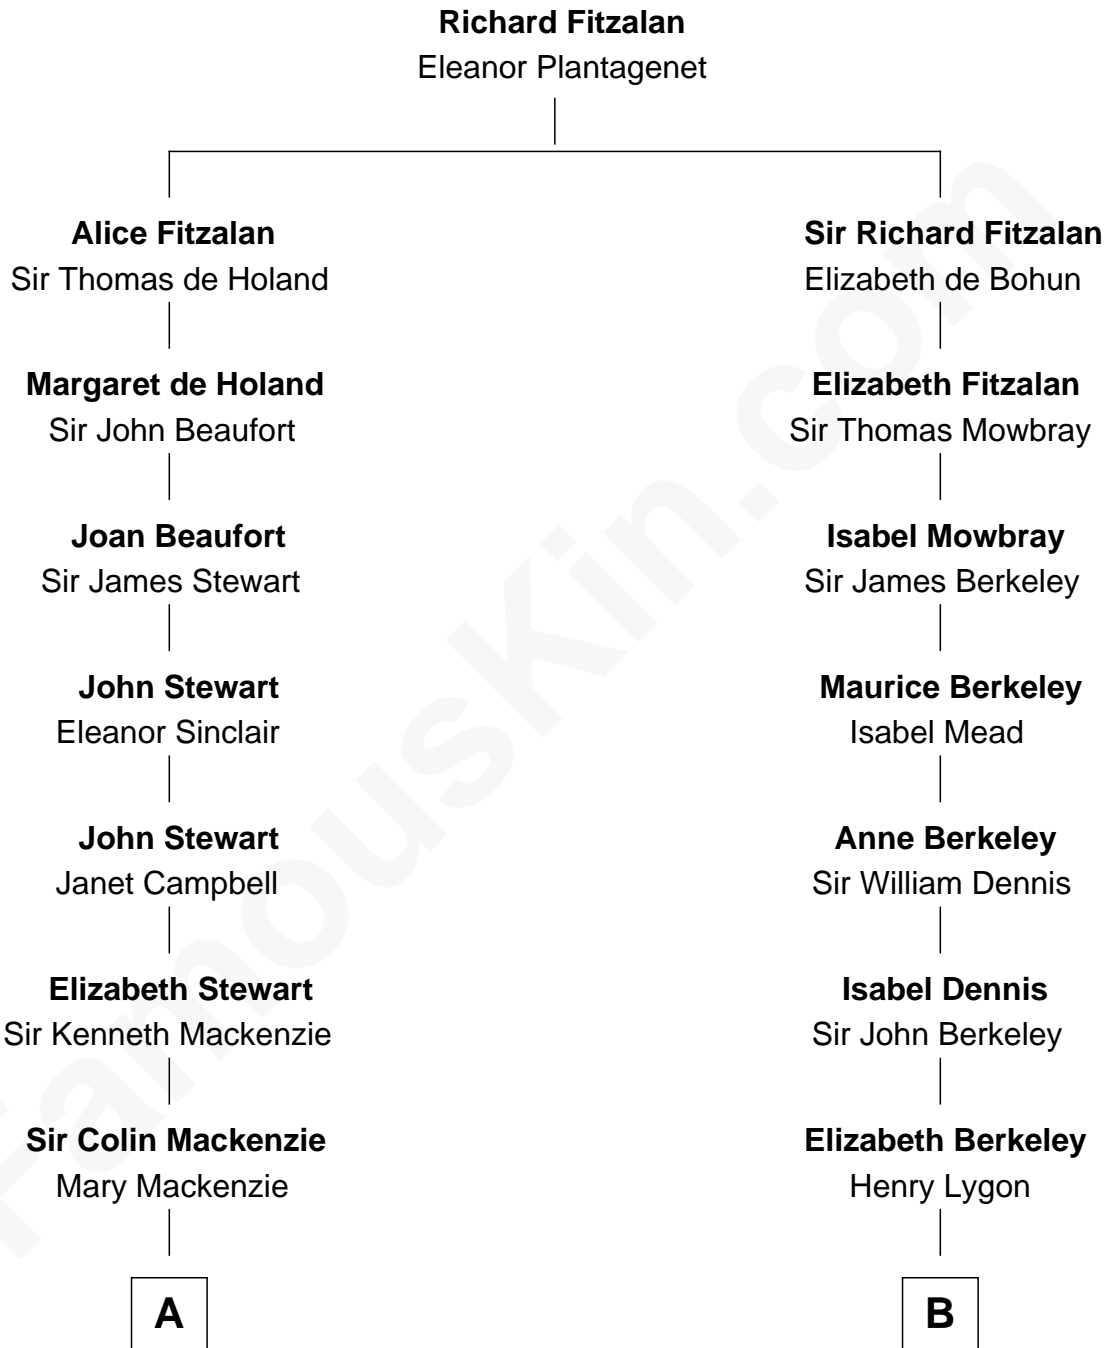 Richard Fitzalan
Eleanor Plantagenet
Alice Fitzalan
Sir Thomas de Holand
Sir Richard Fitzalan
Elizabeth de Bohun
Margaret de Holand
Sir John Beaufort
Elizabeth Fitzalan
Sir Thomas Mowbray
Joan Beaufort
Sir James Stewart
Isabel Mowbray
Sir James Berkeley
John Stewart
Eleanor Sinclair
Maurice Berkeley
Isabel Mead
John Stewart
Janet Campbell
Anne Berkeley
Sir William Dennis
Elizabeth Stewart
Sir Kenneth Mackenzie
Isabel Dennis
Sir John Berkeley
Sir Colin Mackenzie
Mary Mackenzie
Elizabeth Berkeley
Henry Lygon
A
B
FamousKin.com